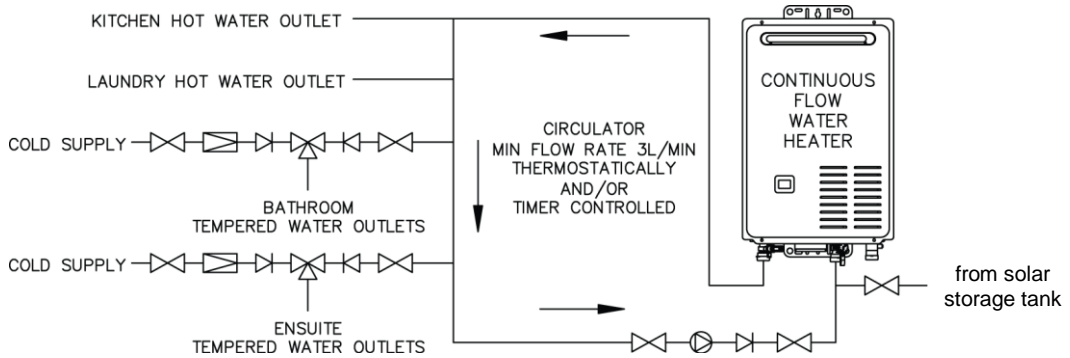 KITCHEN HOT WATER OUTLET
LAUNDRY HOT WATER OUTLET
COLD SUPPLY
BATHROOM
TEMPERED WATER OUTLETS
COLD SUPPLY
ENSUITE
TEMPERED WATER OUTLETS
CIRCULATOR
MIN FLOW RATE 3L/MIN
THERMOSTATICALLY
AND/OR
TIMER CONTROLLED
CONTINUOUS
FLOW
WATER
HEATER
from solar
storage tank